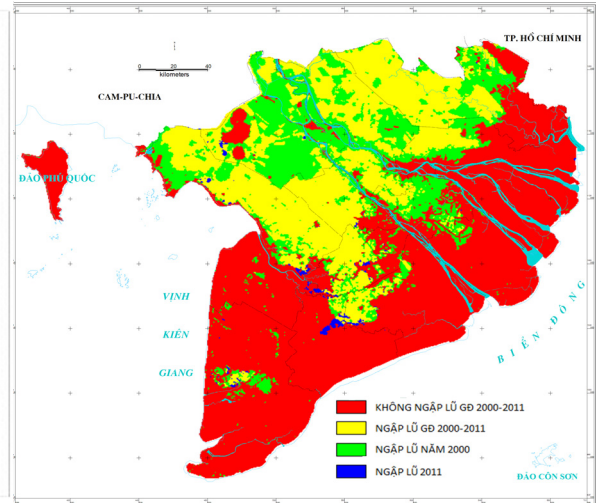 TP. HỒ CHÍ MINH
0 20 40
kilometers
CAM-PU-CHIA
ĐẢO PHÚ QUỐC
VỊNH
KIÊN
GIANG
BIỂN ĐÔNG
KHÔNG NGẬP LŨ GĐ 2000-2011
NGẬP LŨ GĐ 2000-2011
NGẬP LŨ NĂM 2000
NGẬP LŨ 2011
ĐẢO CÔN SƠN